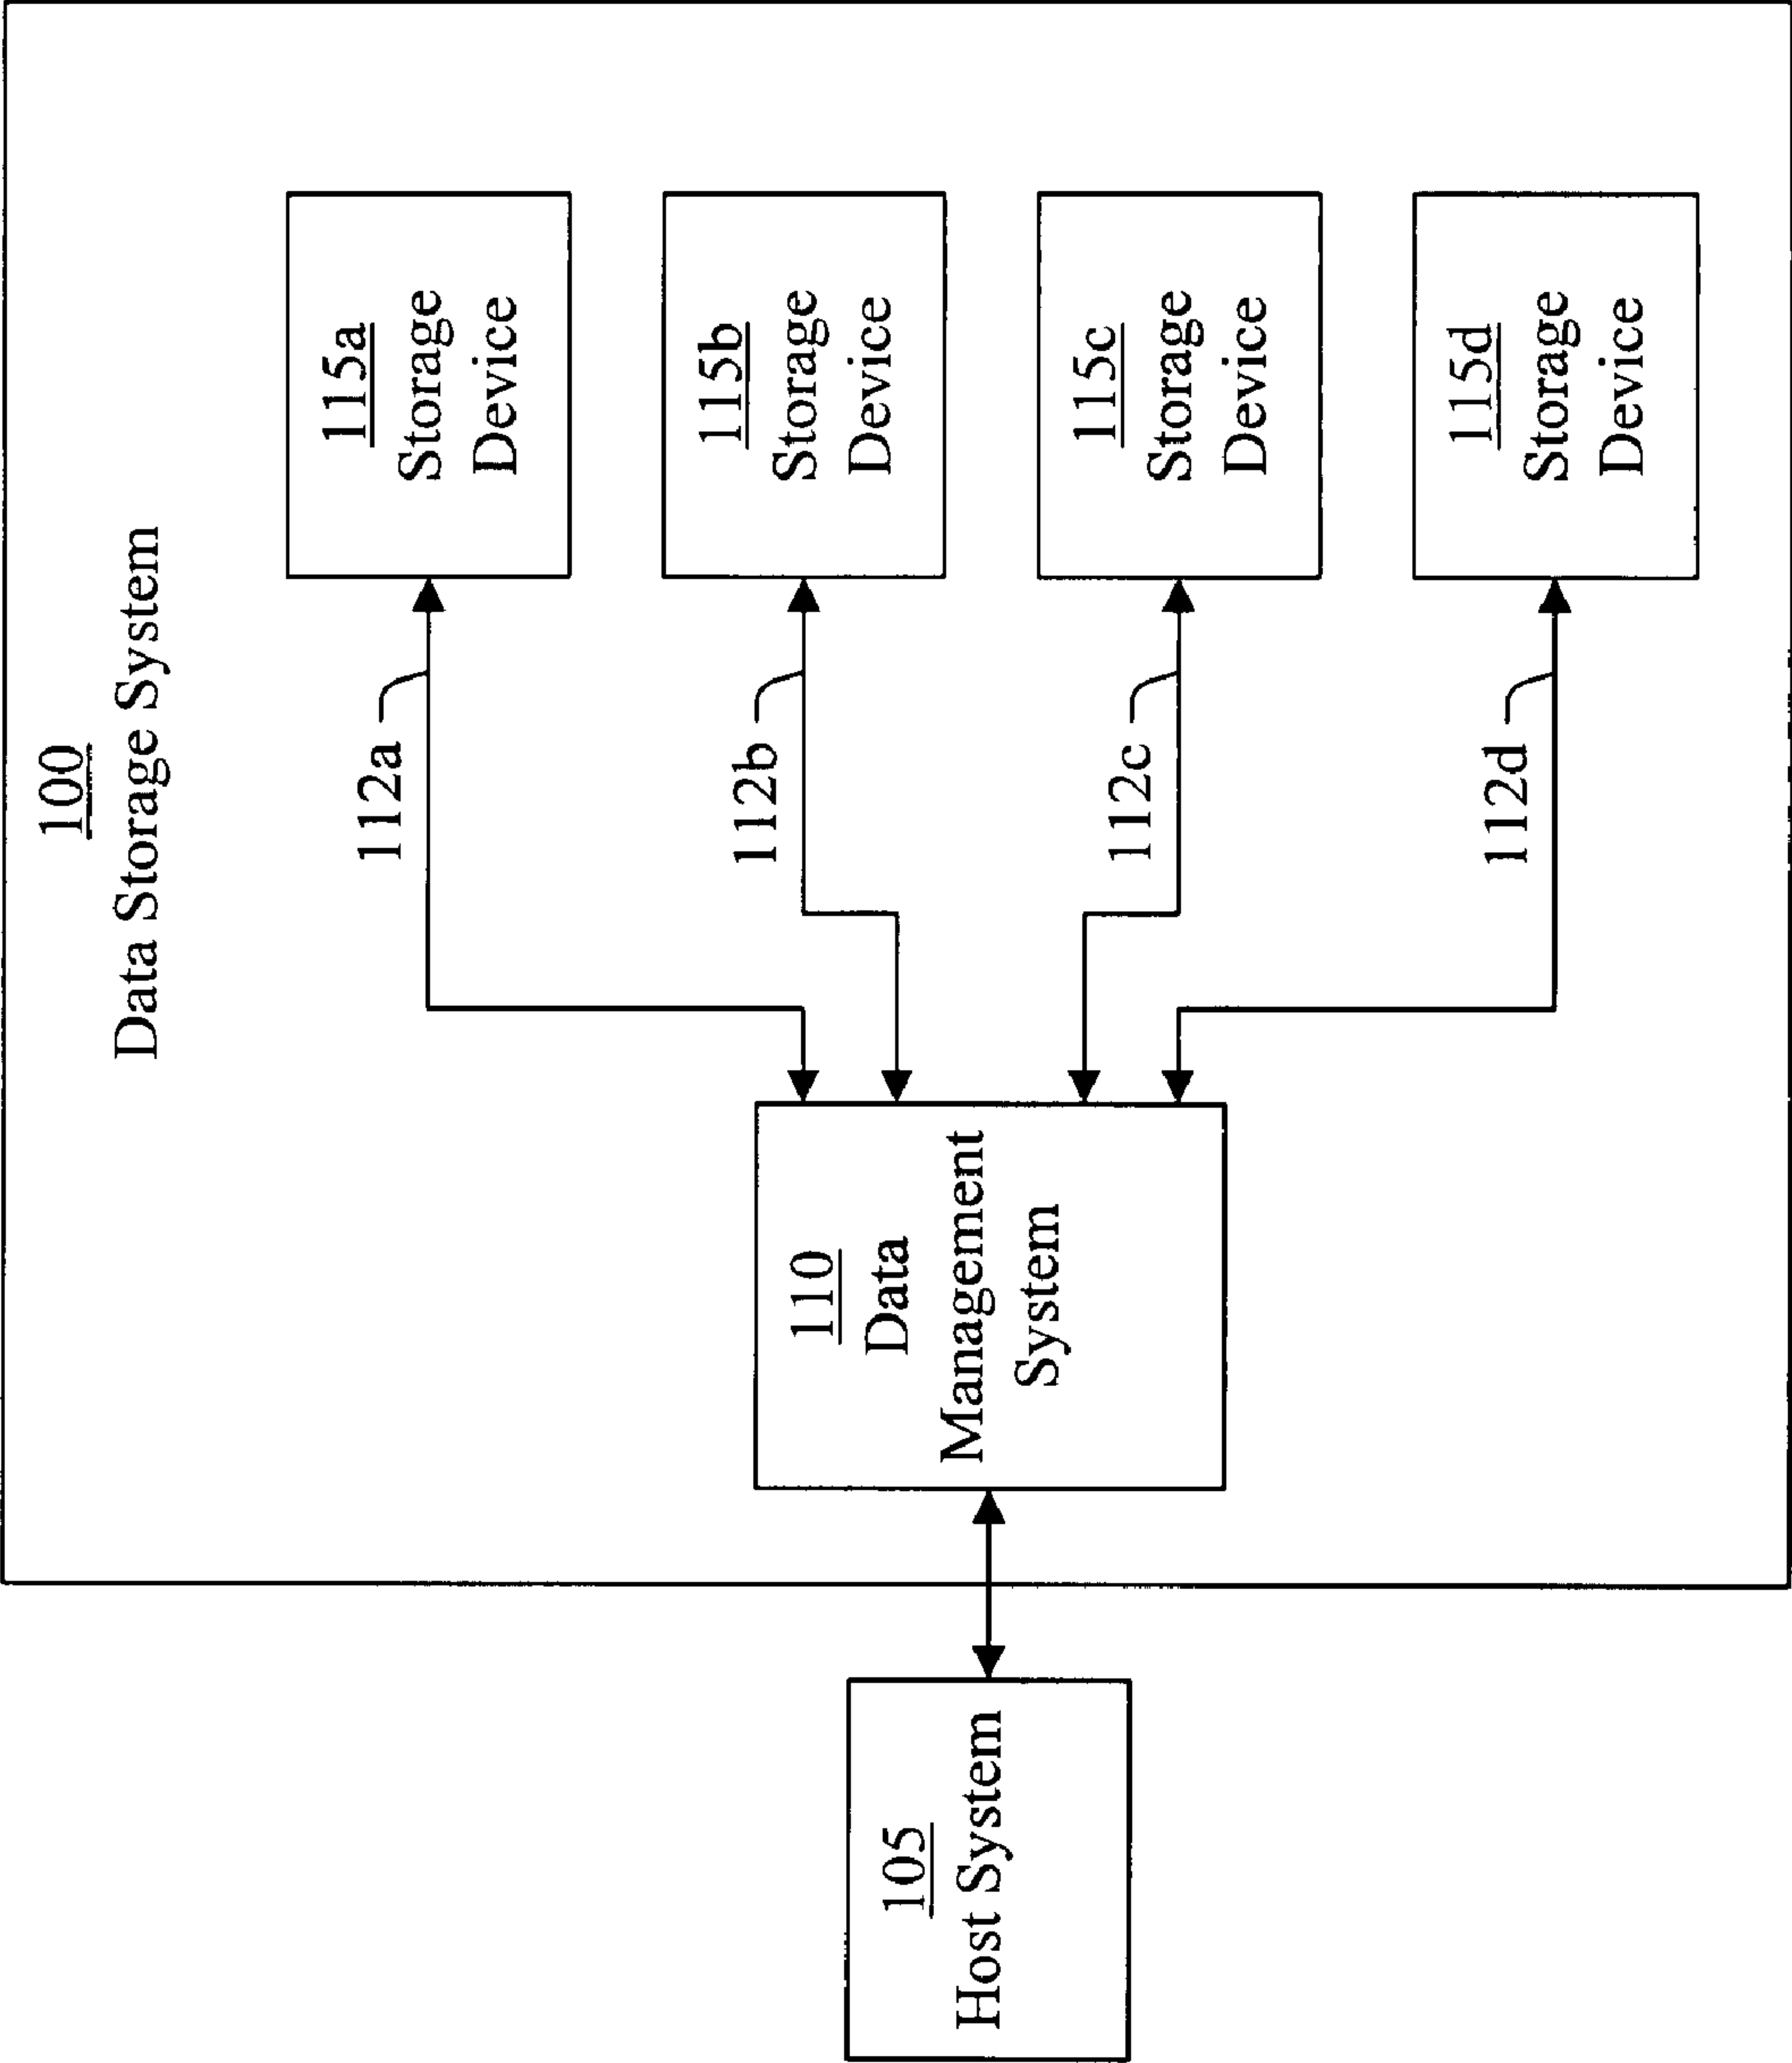 100
Data Storage System
105
Host System
110
Data
Management
System
112a
112b
112c
112d
115a
Storage
Device
115b
Storage
Device
115c
Storage
Device
115d
Storage
Device